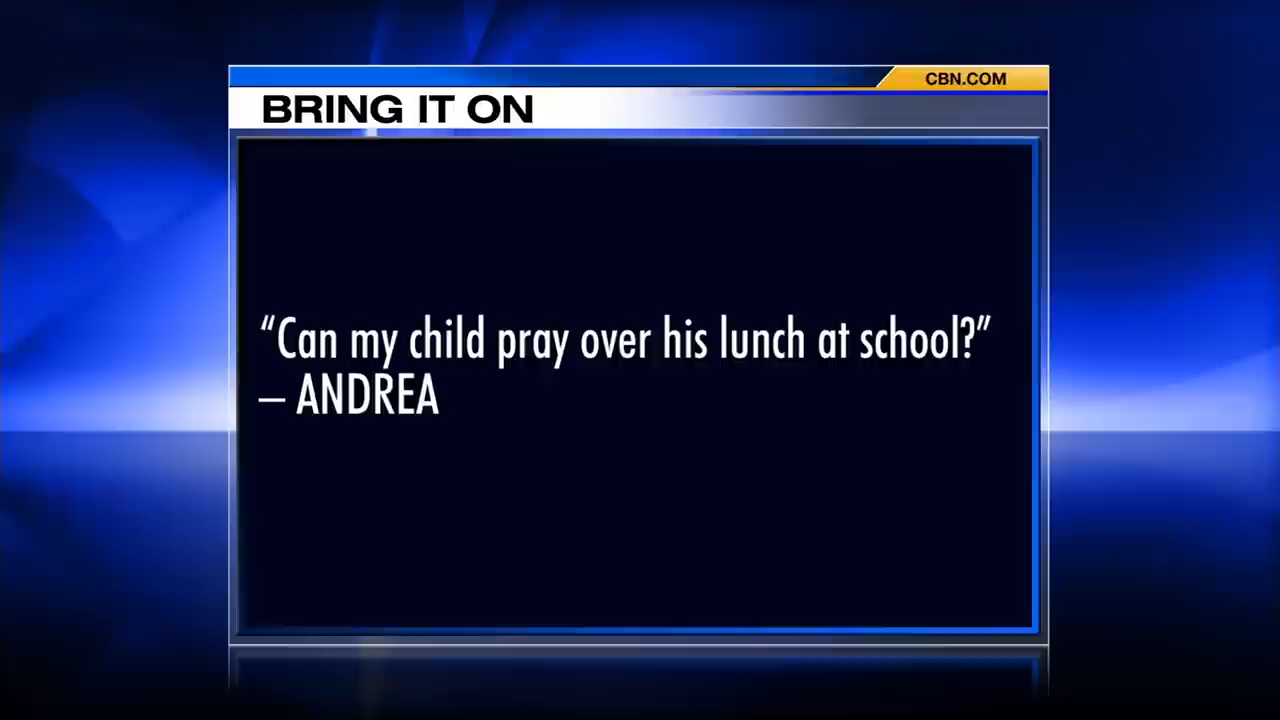 CBN.COM
BRING IT ON
“Can my child pray over his lunch at school?”
– ANDREA